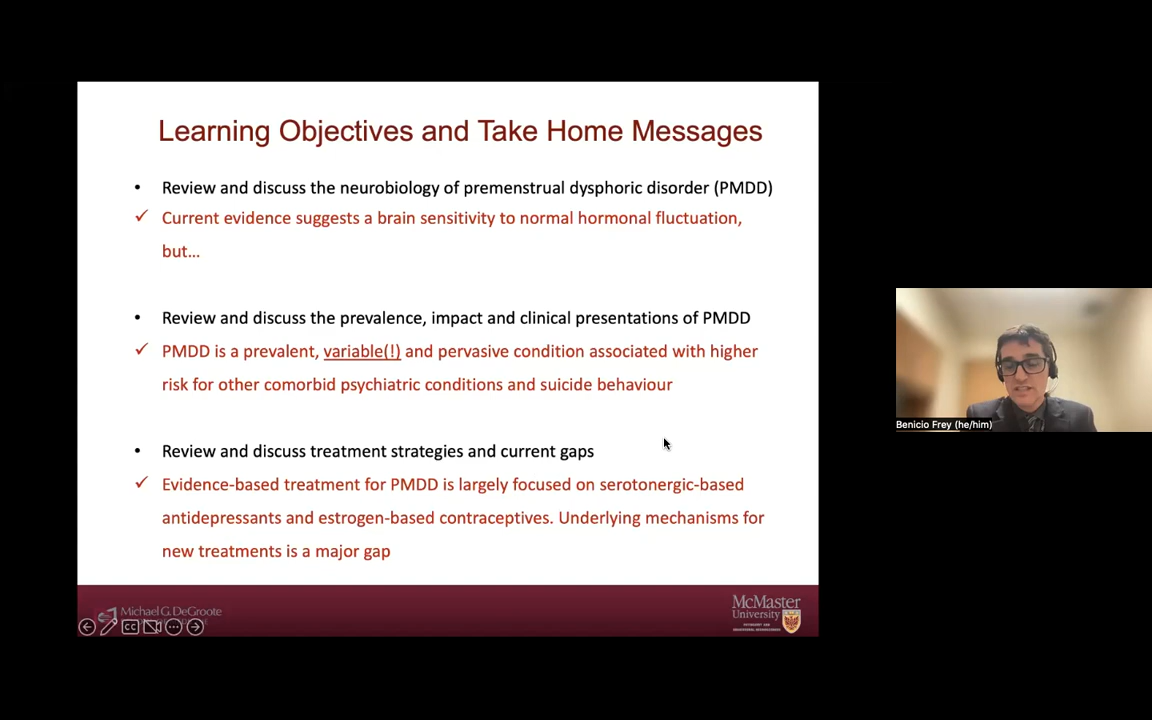 Learning Objectives and Take Home Messages
• Review and discuss the neurobiology of premenstrual dysphoric disorder (PMDD)
✓ Current evidence suggests a brain sensitivity to normal hormonal fluctuation,
but...
• Review and discuss the prevalence, impact and clinical presentations of PMDD
✓ PMDD is a prevalent, variable(!) and pervasive condition associated with higher
risk for other comorbid psychiatric conditions and suicide behaviour
• Review and discuss treatment strategies and current gaps
✓ Evidence-based treatment for PMDD is largely focused on serotonergic-based
antidepressants and estrogen-based contraceptives. Underlying mechanisms for
new treatments is a major gap
Michael G. DeGroote
CC
McMaster
University
Benicio Frey (he/him)